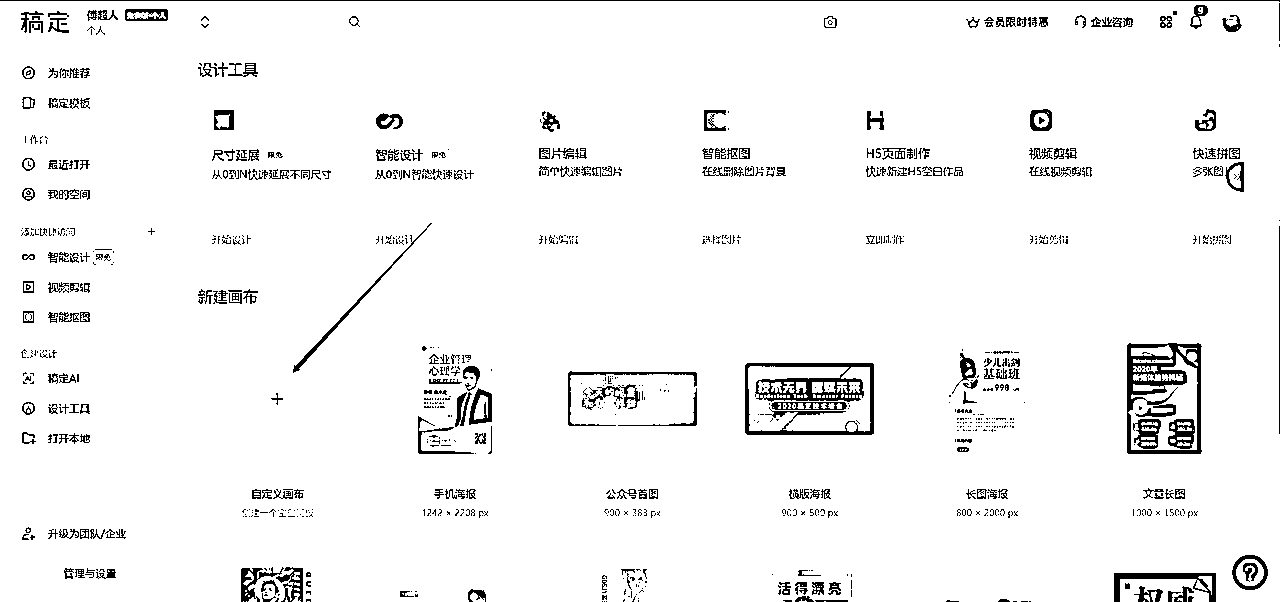 稿定
傅超人
个人
会员限时特惠
企业咨询
9
为你推荐
稿定模板
工作台
最近打开
我的空间
添加快捷访问
智能设计 限免
视频剪辑
智能抠图
创建设计
稿定AI
设计工具
打开本地
升级为团队/企业
管理与设置
设计工具
尺寸延展 限免
从0到N快速延展不同尺寸
开始设计
智能设计 限免
从0到N智能快速设计
开始设计
图片编辑
简单快速编辑图片
开始编辑
智能抠图
在线删除图片背景
选择图片
H5页面制作
快速新建H5空白作品
立即制作
视频剪辑
在线视频剪辑
开始剪辑
快速拼图
多张图
开始拼图
新建画布
企业管理
心理学
技术无界 赋能未来
少儿街舞
基础班
998
自定义画布
创建一个空白画板
手机海报
1242 × 2208 px
公众号首图
900 × 383 px
横版海报
900 × 500 px
长图海报
800 × 2000 px
文章长图
1000 × 1500 px
活得漂亮
权威